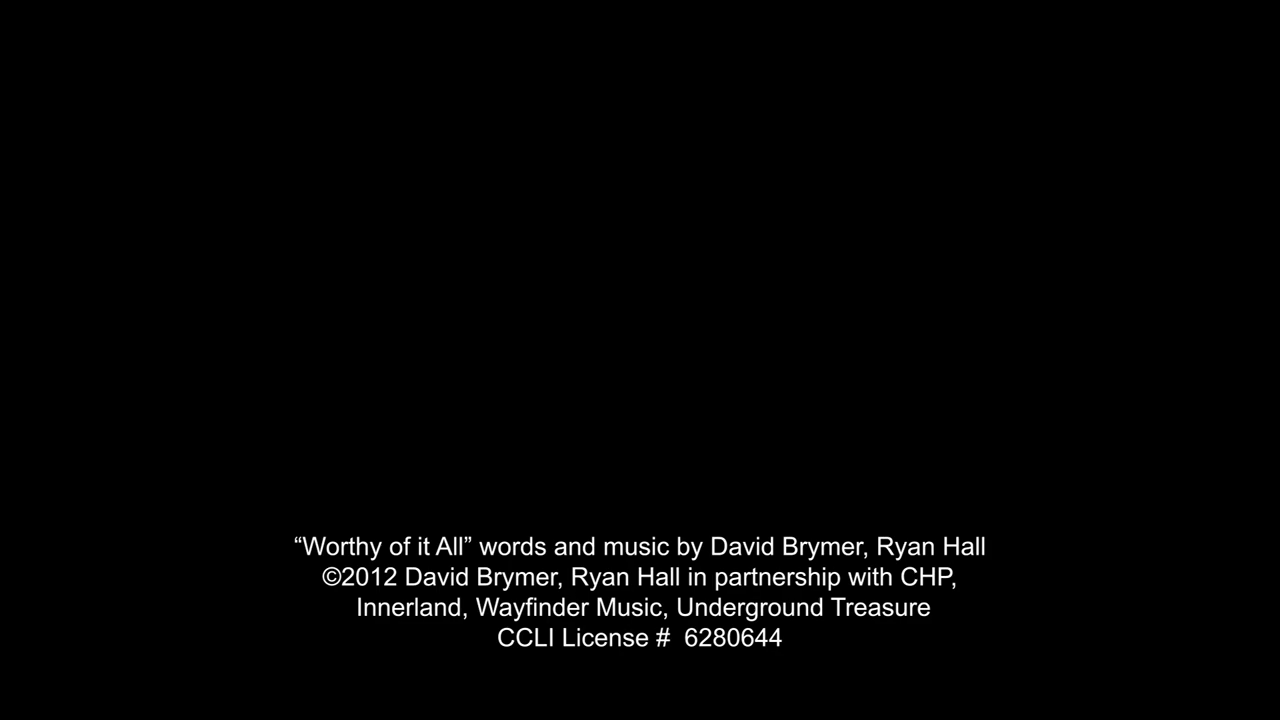 “Worthy of it All” words and music by David Brymer, Ryan Hall
©2012 David Brymer, Ryan Hall in partnership with CHP,
Innerland, Wayfinder Music, Underground Treasure
CCLI License #  6280644